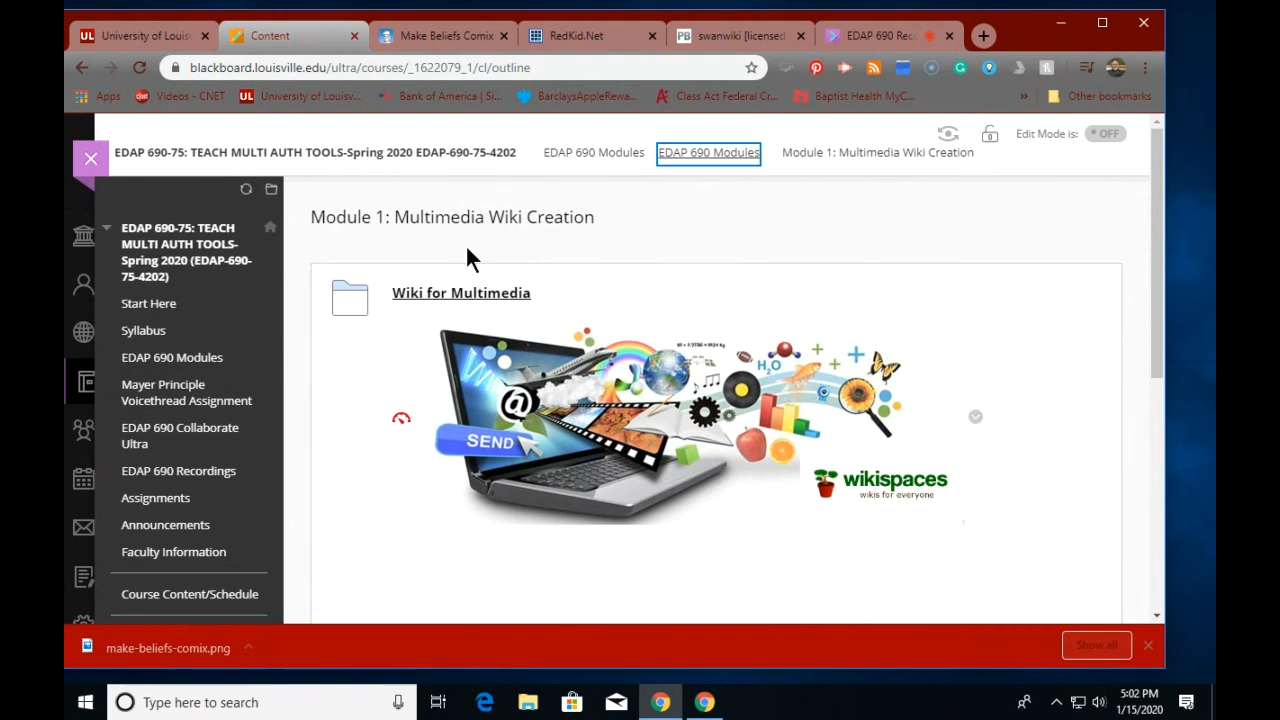 University of Louis
Content
Make Beliefs Comix
RedKid.Net
swanwiki [licensed
EDAP 690 Reco
blackboard.louisville.edu/ultra/courses/_1622079_1/cl/outline
Apps
Videos - CNET
University of Louisv...
Bank of America | Si...
BarclaysAppleRewa...
Class Act Federal Cr...
Baptist Health MyC...
»
Other bookmarks
Edit Mode is:
OFF
EDAP 690-75: TEACH MULTI AUTH TOOLS-Spring 2020 EDAP-690-75-4202
EDAP 690 Modules
EDAP 690 Modules
Module 1: Multimedia Wiki Creation
EDAP 690-75: TEACH
MULTI AUTH TOOLS-
Spring 2020 (EDAP-690-
75-4202)
Start Here
Syllabus
EDAP 690 Modules
Mayer Principle
Voicethread Assignment
EDAP 690 Collaborate
Ultra
EDAP 690 Recordings
Assignments
Announcements
Faculty Information
Course Content/Schedule
Module 1: Multimedia Wiki Creation
Wiki for Multimedia
H₂O
@
SEND
wikispaces
wikis for everyone
make-beliefs-comix.png
Show all
Type here to search
5:02 PM
1/15/2020